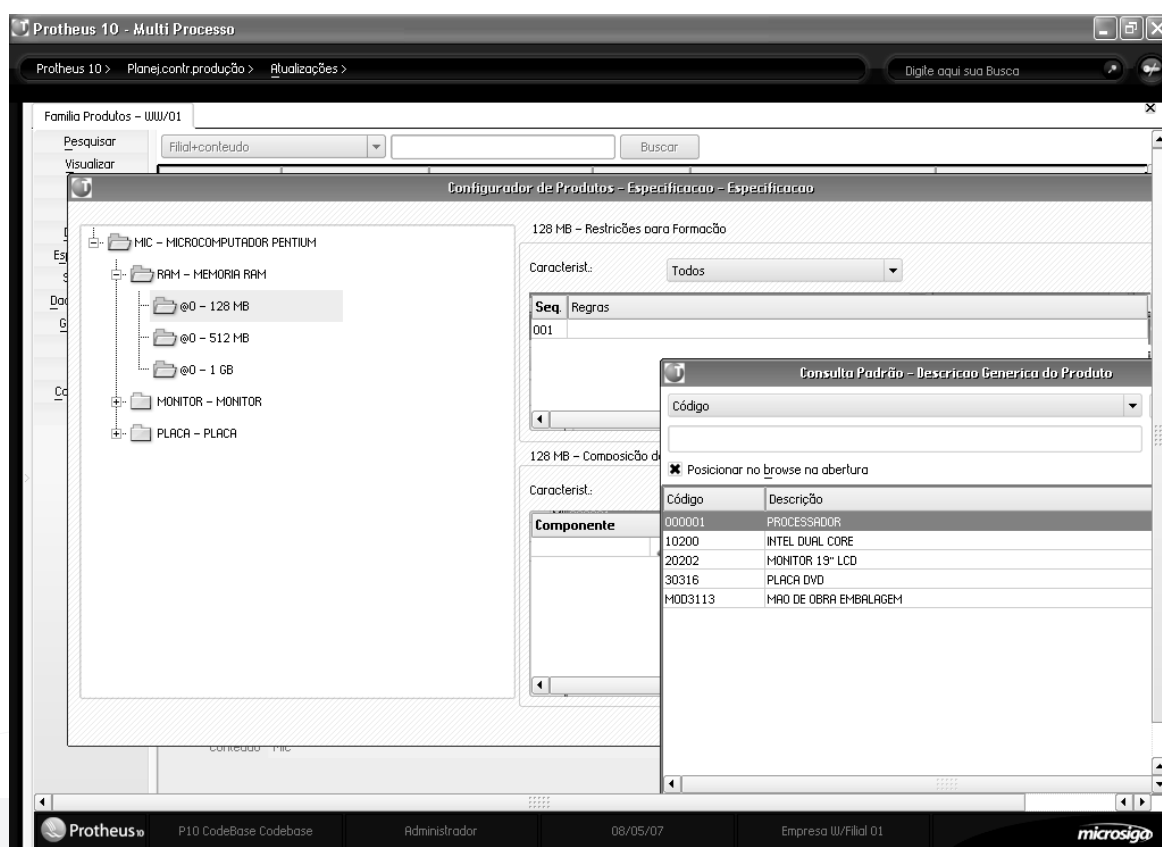 Protheus 10 - Multi Processo
Protheus 10 > Planej.contr.produção > Atualizações >
Digite aqui sua Busca
Familia Produtos – WW/01
Pesquisar
Filial+conteudo
Buscar
Visualizar
Configurador de Produtos – Especificacao – Especificacao
MIC – MICROCOMPUTADOR PENTIUM
RAM – MEMORIA RAM
@0 – 128 MB
@0 – 512 MB
@0 – 1 GB
MONITOR – MONITOR
PLACA – PLACA
128 MB – Restricões para Formacão
Caracterist.:
Todos
Seq. Regras
001
128 MB – Composicão d
Caracterist.:
Componente
Consulta Padrão – Descricao Generica do Produto
Código
Posicionar no browse na abertura
Código Descrição
000001 PROCESSADOR
10200 INTEL DUAL CORE
20202 MONITOR 19" LCD
30316 PLACA DVD
MOD3113 MAO DE OBRA EMBALAGEM
Protheus 10
P10 CodeBase Codebase
Administrador
08/05/07
Empresa W/Filial 01
microsiga